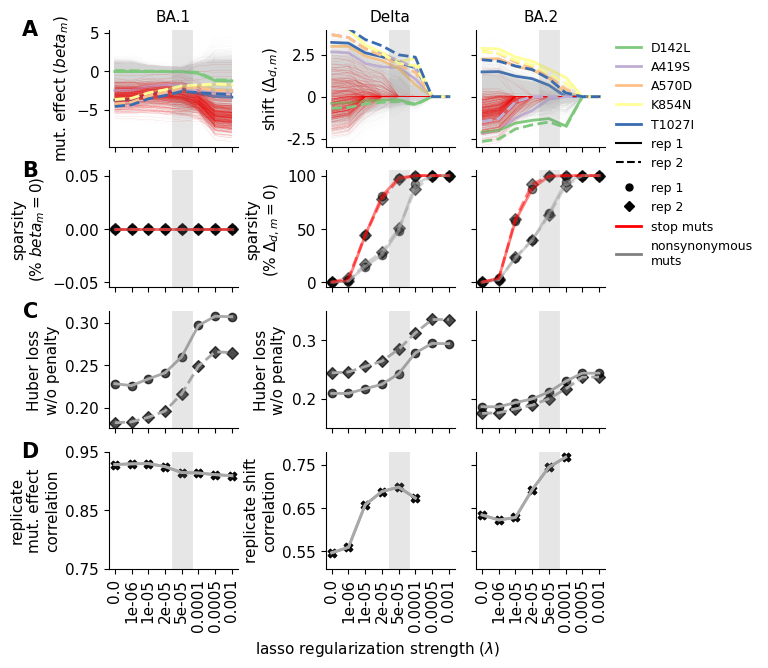 A
BA.1
Delta
BA.2
mut. effect (beta_m)
5
0
−5
shift (Δ_{d, m})
2.5
0.0
-2.5
D142L
A419S
A570D
K854N
T1027I
rep 1
rep 2
rep 1
rep 2
stop muts
nonsynonymous
muts
B
sparsity
(% beta_m = 0)
0.05
0.00
−0.05
sparsity
(% Δ_{d, m} = 0)
100
50
0
C
Huber loss
w/o penalty
0.30
0.25
0.20
Huber loss
w/o penalty
0.3
0.2
D
replicate
mut. effect
correlation
0.95
0.85
0.75
replicate shift
correlation
0.75
0.65
0.55
0.0
1e-06
1e-05
2e-05
5e-05
0.0001
0.0005
0.001
0.0
1e-06
1e-05
2e-05
5e-05
0.0001
0.0005
0.001
0.0
1e-06
1e-05
2e-05
5e-05
0.0001
0.0005
0.001
lasso regularization strength (λ)